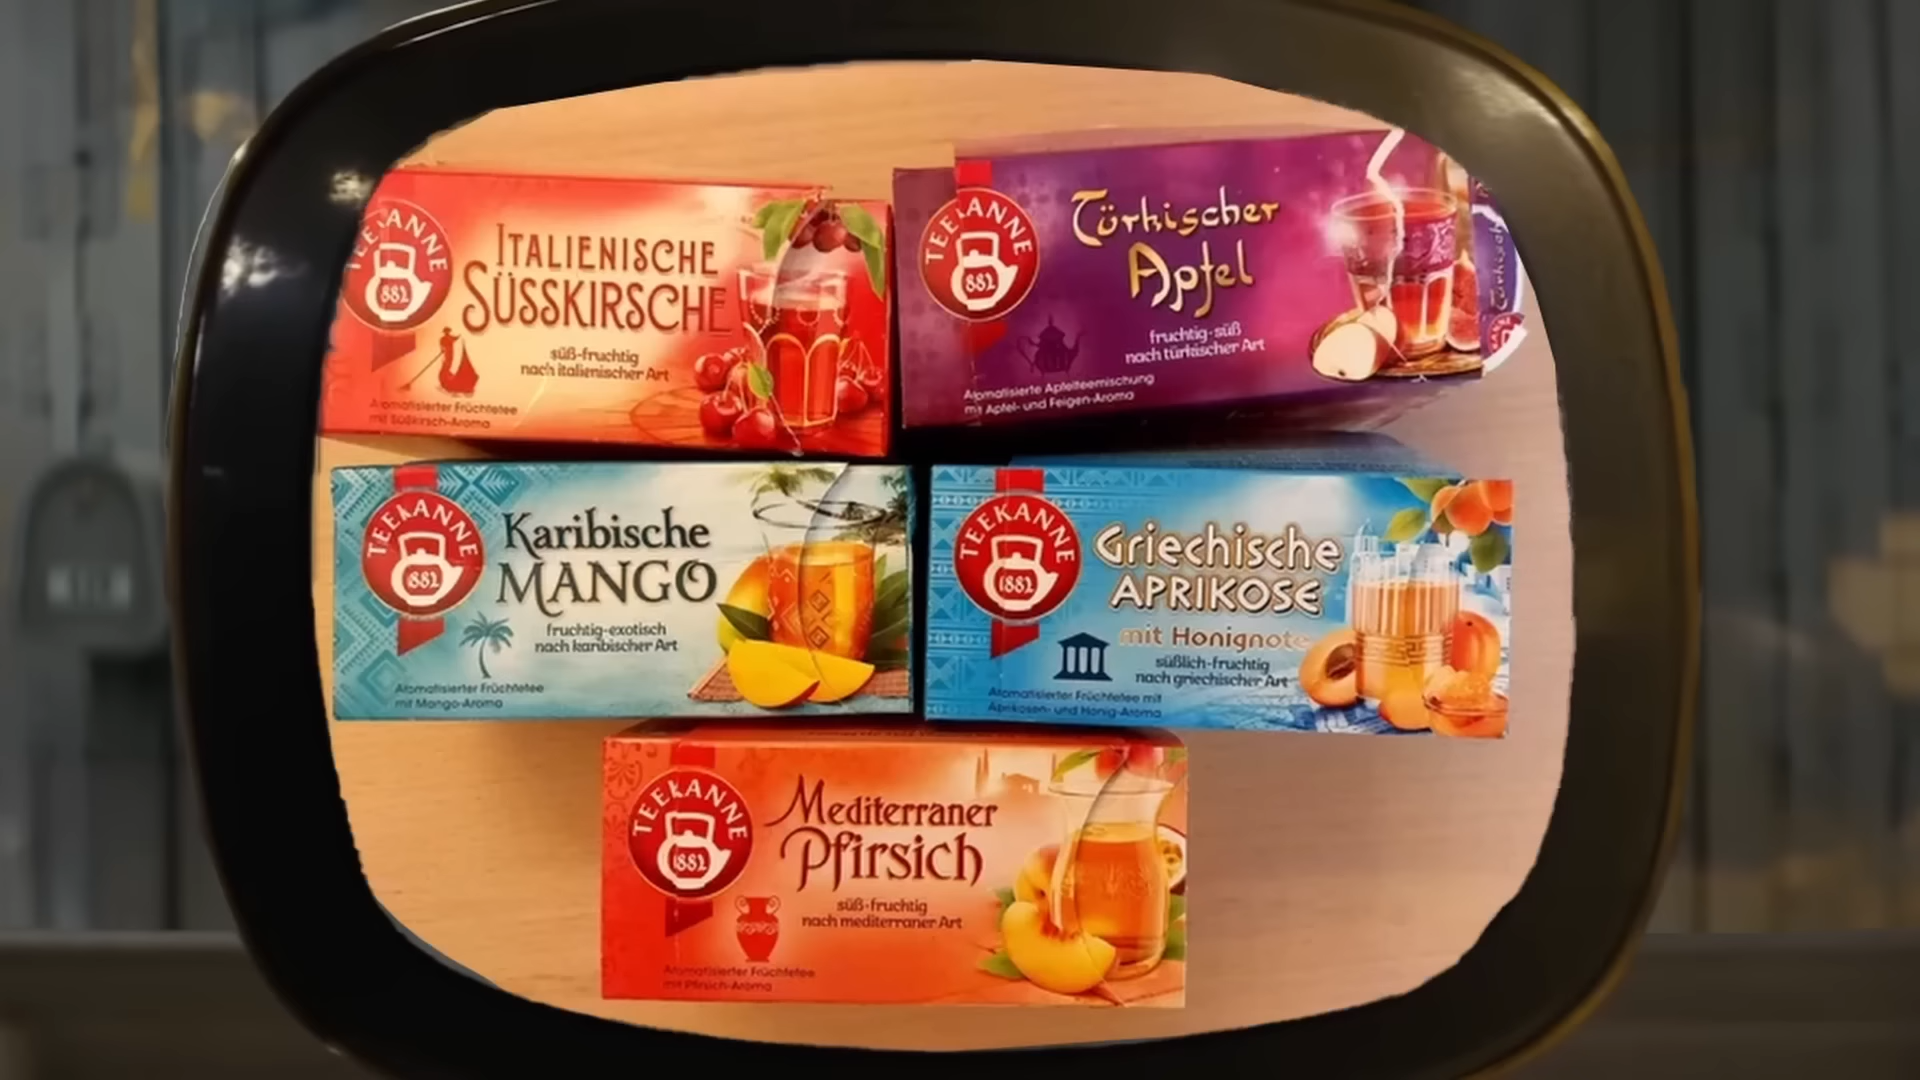 TEEKANNE
1882
ITALIENISCHE
SÜSSKIRSCHE
süß-fruchtig
nach italienischer Art
Aromatisierter Früchtetee
mit Süßkirsch-Aroma
TEEKANNE
1882
Türkischer
Apfel
fruchtig-süß
nach türkischer Art
Aromatisierte Apfelteemischung
mit Apfel- und Feigen-Aroma
Türkisch
TEEKANNE
1882
Karibische
MANGO
fruchtig-exotisch
nach karibischer Art
Aromatisierter Früchtetee
mit Mango-Aroma
TEEKANNE
1882
Griechische
APRIKOSE
mit Honignote
süßlich-fruchtig
nach griechischer Art
Aromatisierter Früchtetee mit
Aprikosen- und Honig-Aroma
TEEKANNE
1882
Mediterraner
Pfirsich
süß-fruchtig
nach mediterraner Art
Aromatisierter Früchtetee
mit Pfirsich-Aroma